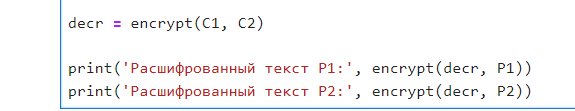 decr = encrypt(C1, C2)
print('Расшифрованный текст P1:', encrypt(decr, P1))
print('Расшифрованный текст P2:', encrypt(decr, P2))